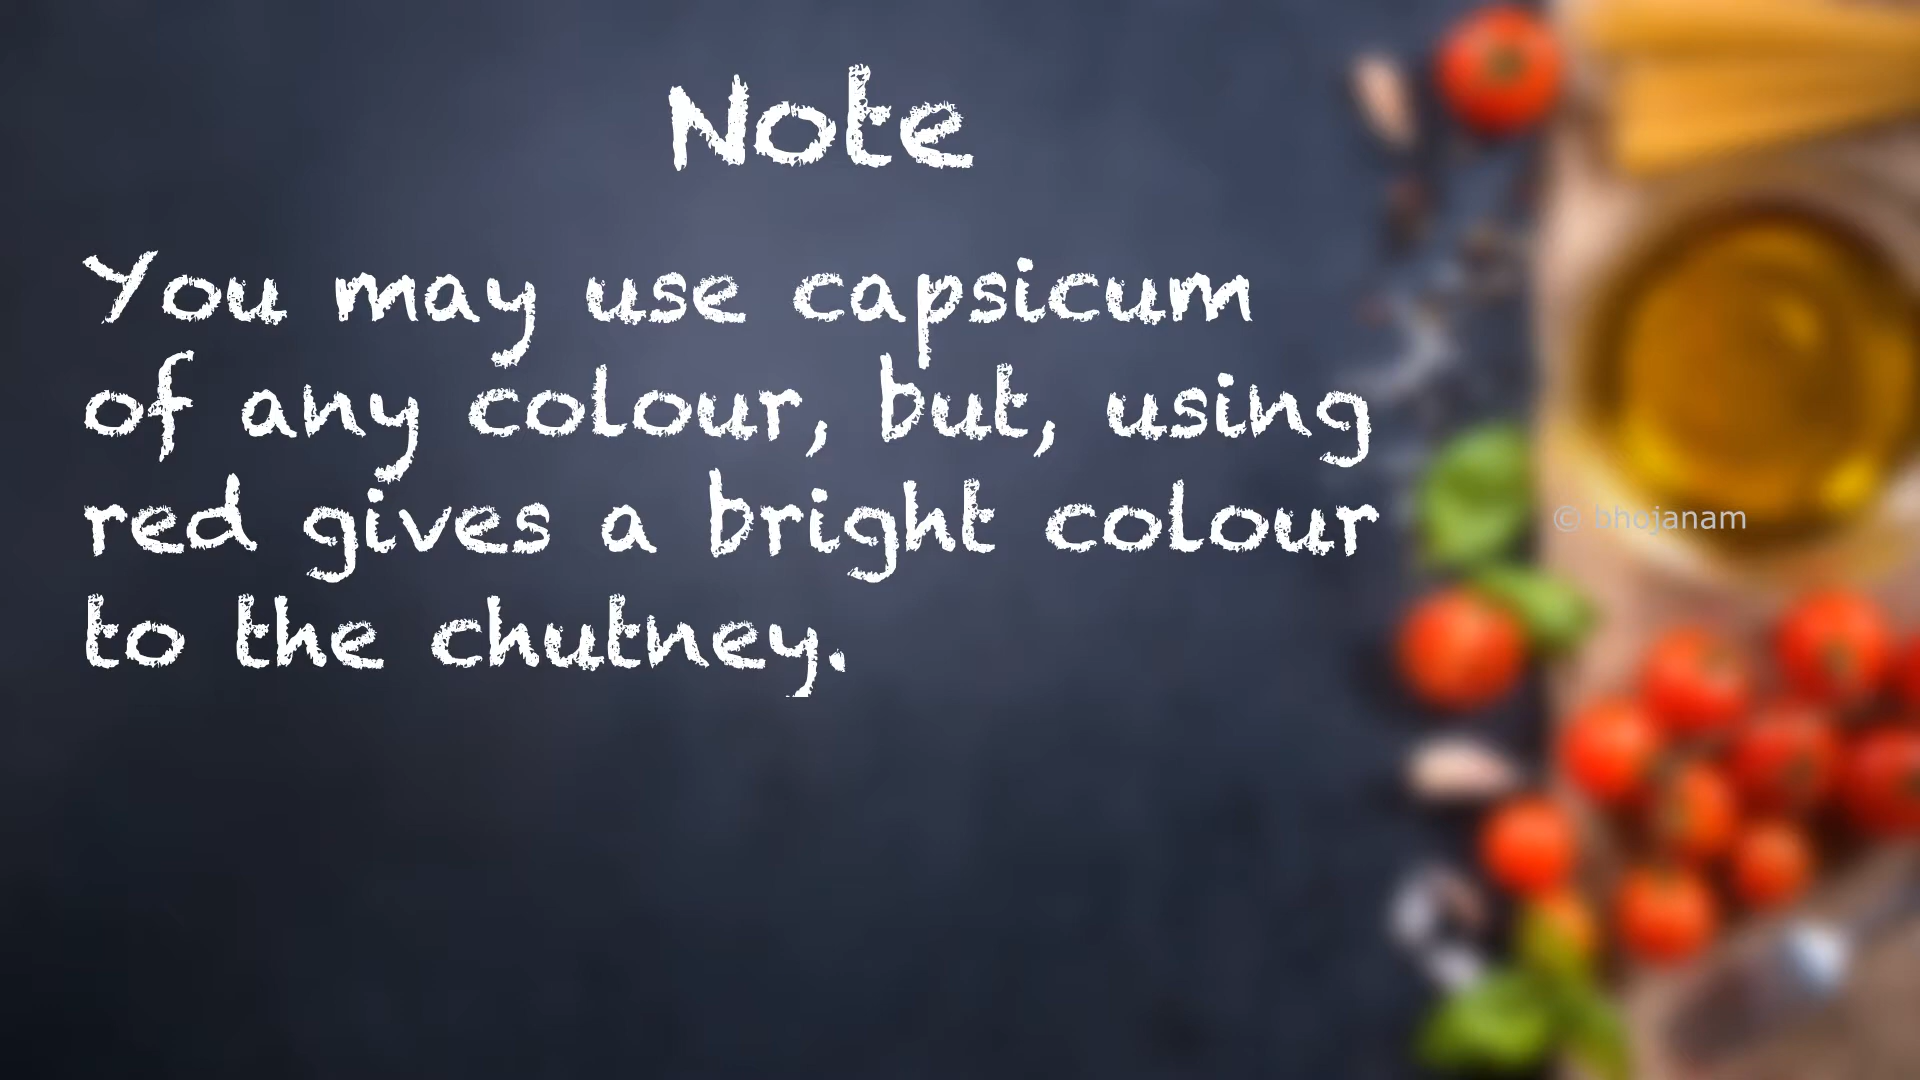 Note
You may use capsicum
of any colour, but, using
red gives a bright colour
to the chutney.
© bhojanam